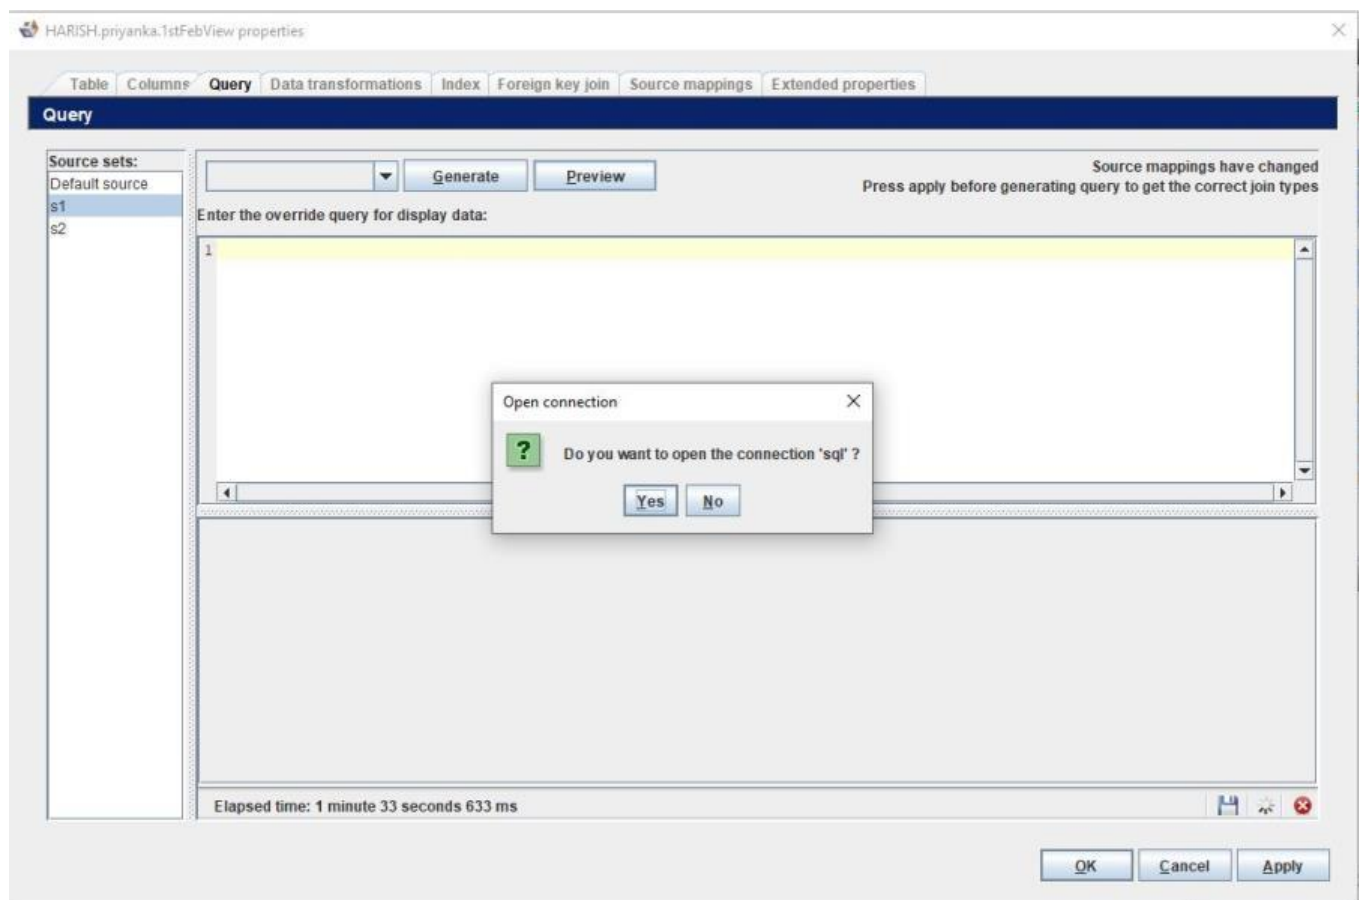 HARISH.priyanka.1stFebView properties
Table Columns Query Data transformations Index Foreign key join Source mappings Extended properties
Query
Source sets:
Default source
s1
s2
Generate Preview
Source mappings have changed
Press apply before generating query to get the correct join types
Enter the override query for display data:
1
Open connection
? Do you want to open the connection 'sql' ?
Yes No
Elapsed time: 1 minute 33 seconds 633 ms
OK Cancel Apply